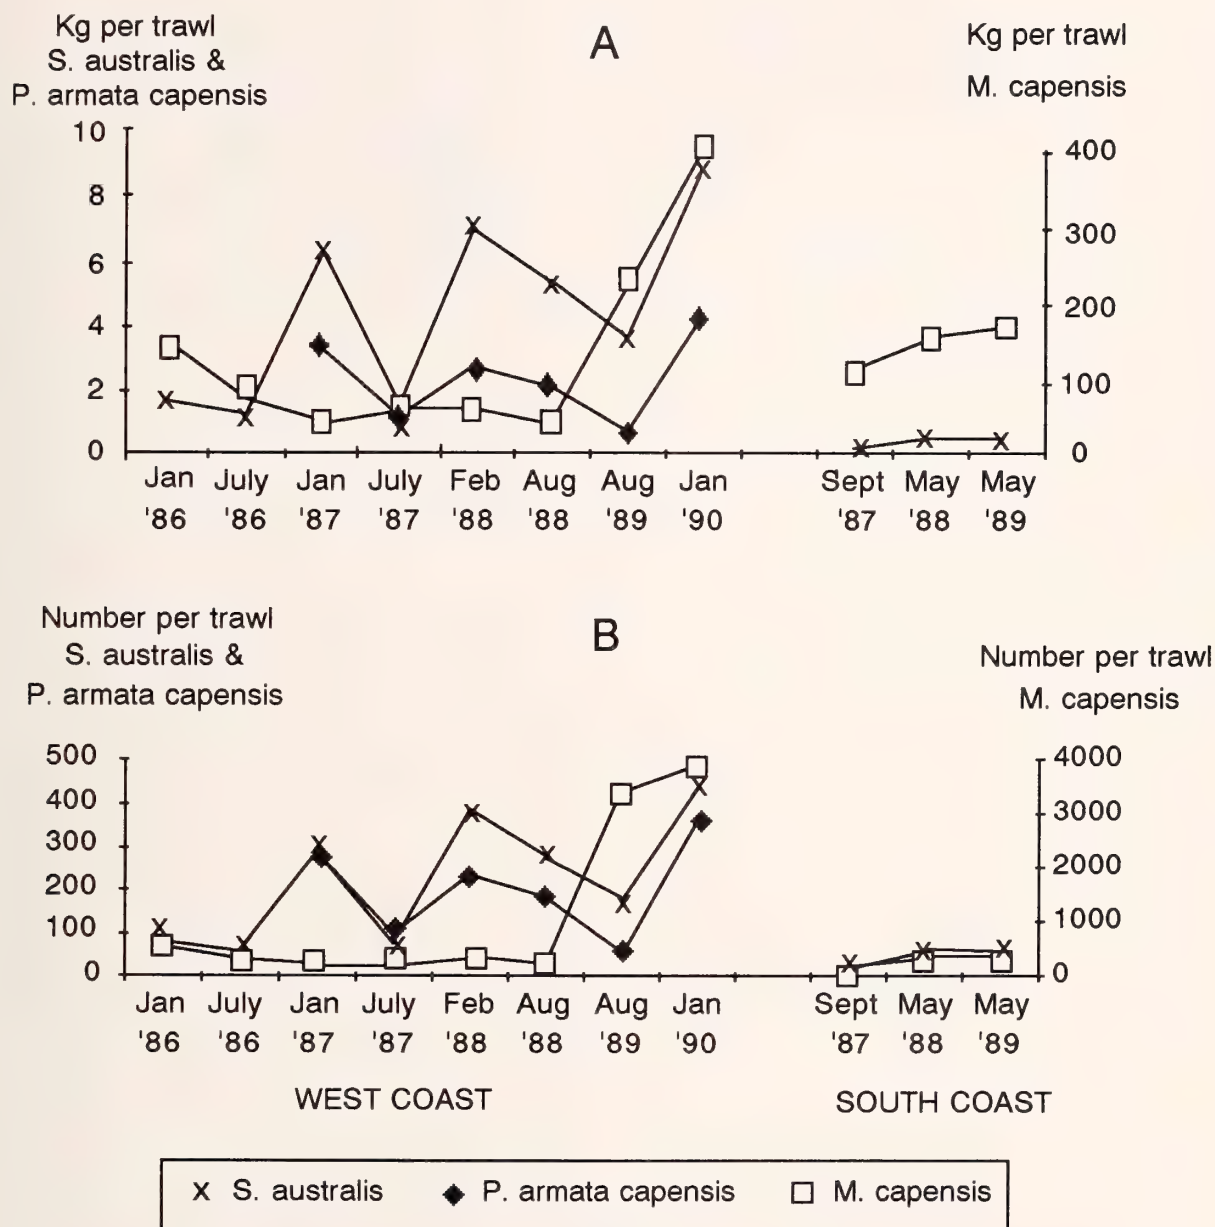 Kg per trawl
S. australis &
P. armata capensis
A
Kg per trawl
M. capensis
10
8
6
4
2
0
400
300
200
100
0
Jan July Jan July Feb Aug Aug Jan Sept May May
'86 '86 '87 '87 '88 '88 '89 '90 '87 '88 '89
Number per trawl
S. australis &
P. armata capensis
B
Number per trawl
M. capensis
500
400
300
200
100
0
4000
3000
2000
1000
0
Jan July Jan July Feb Aug Aug Jan Sept May May
'86 '86 '87 '87 '88 '88 '89 '90 '87 '88 '89
WEST COAST SOUTH COAST
x S. australis ◆ P. armata capensis □ M. capensis